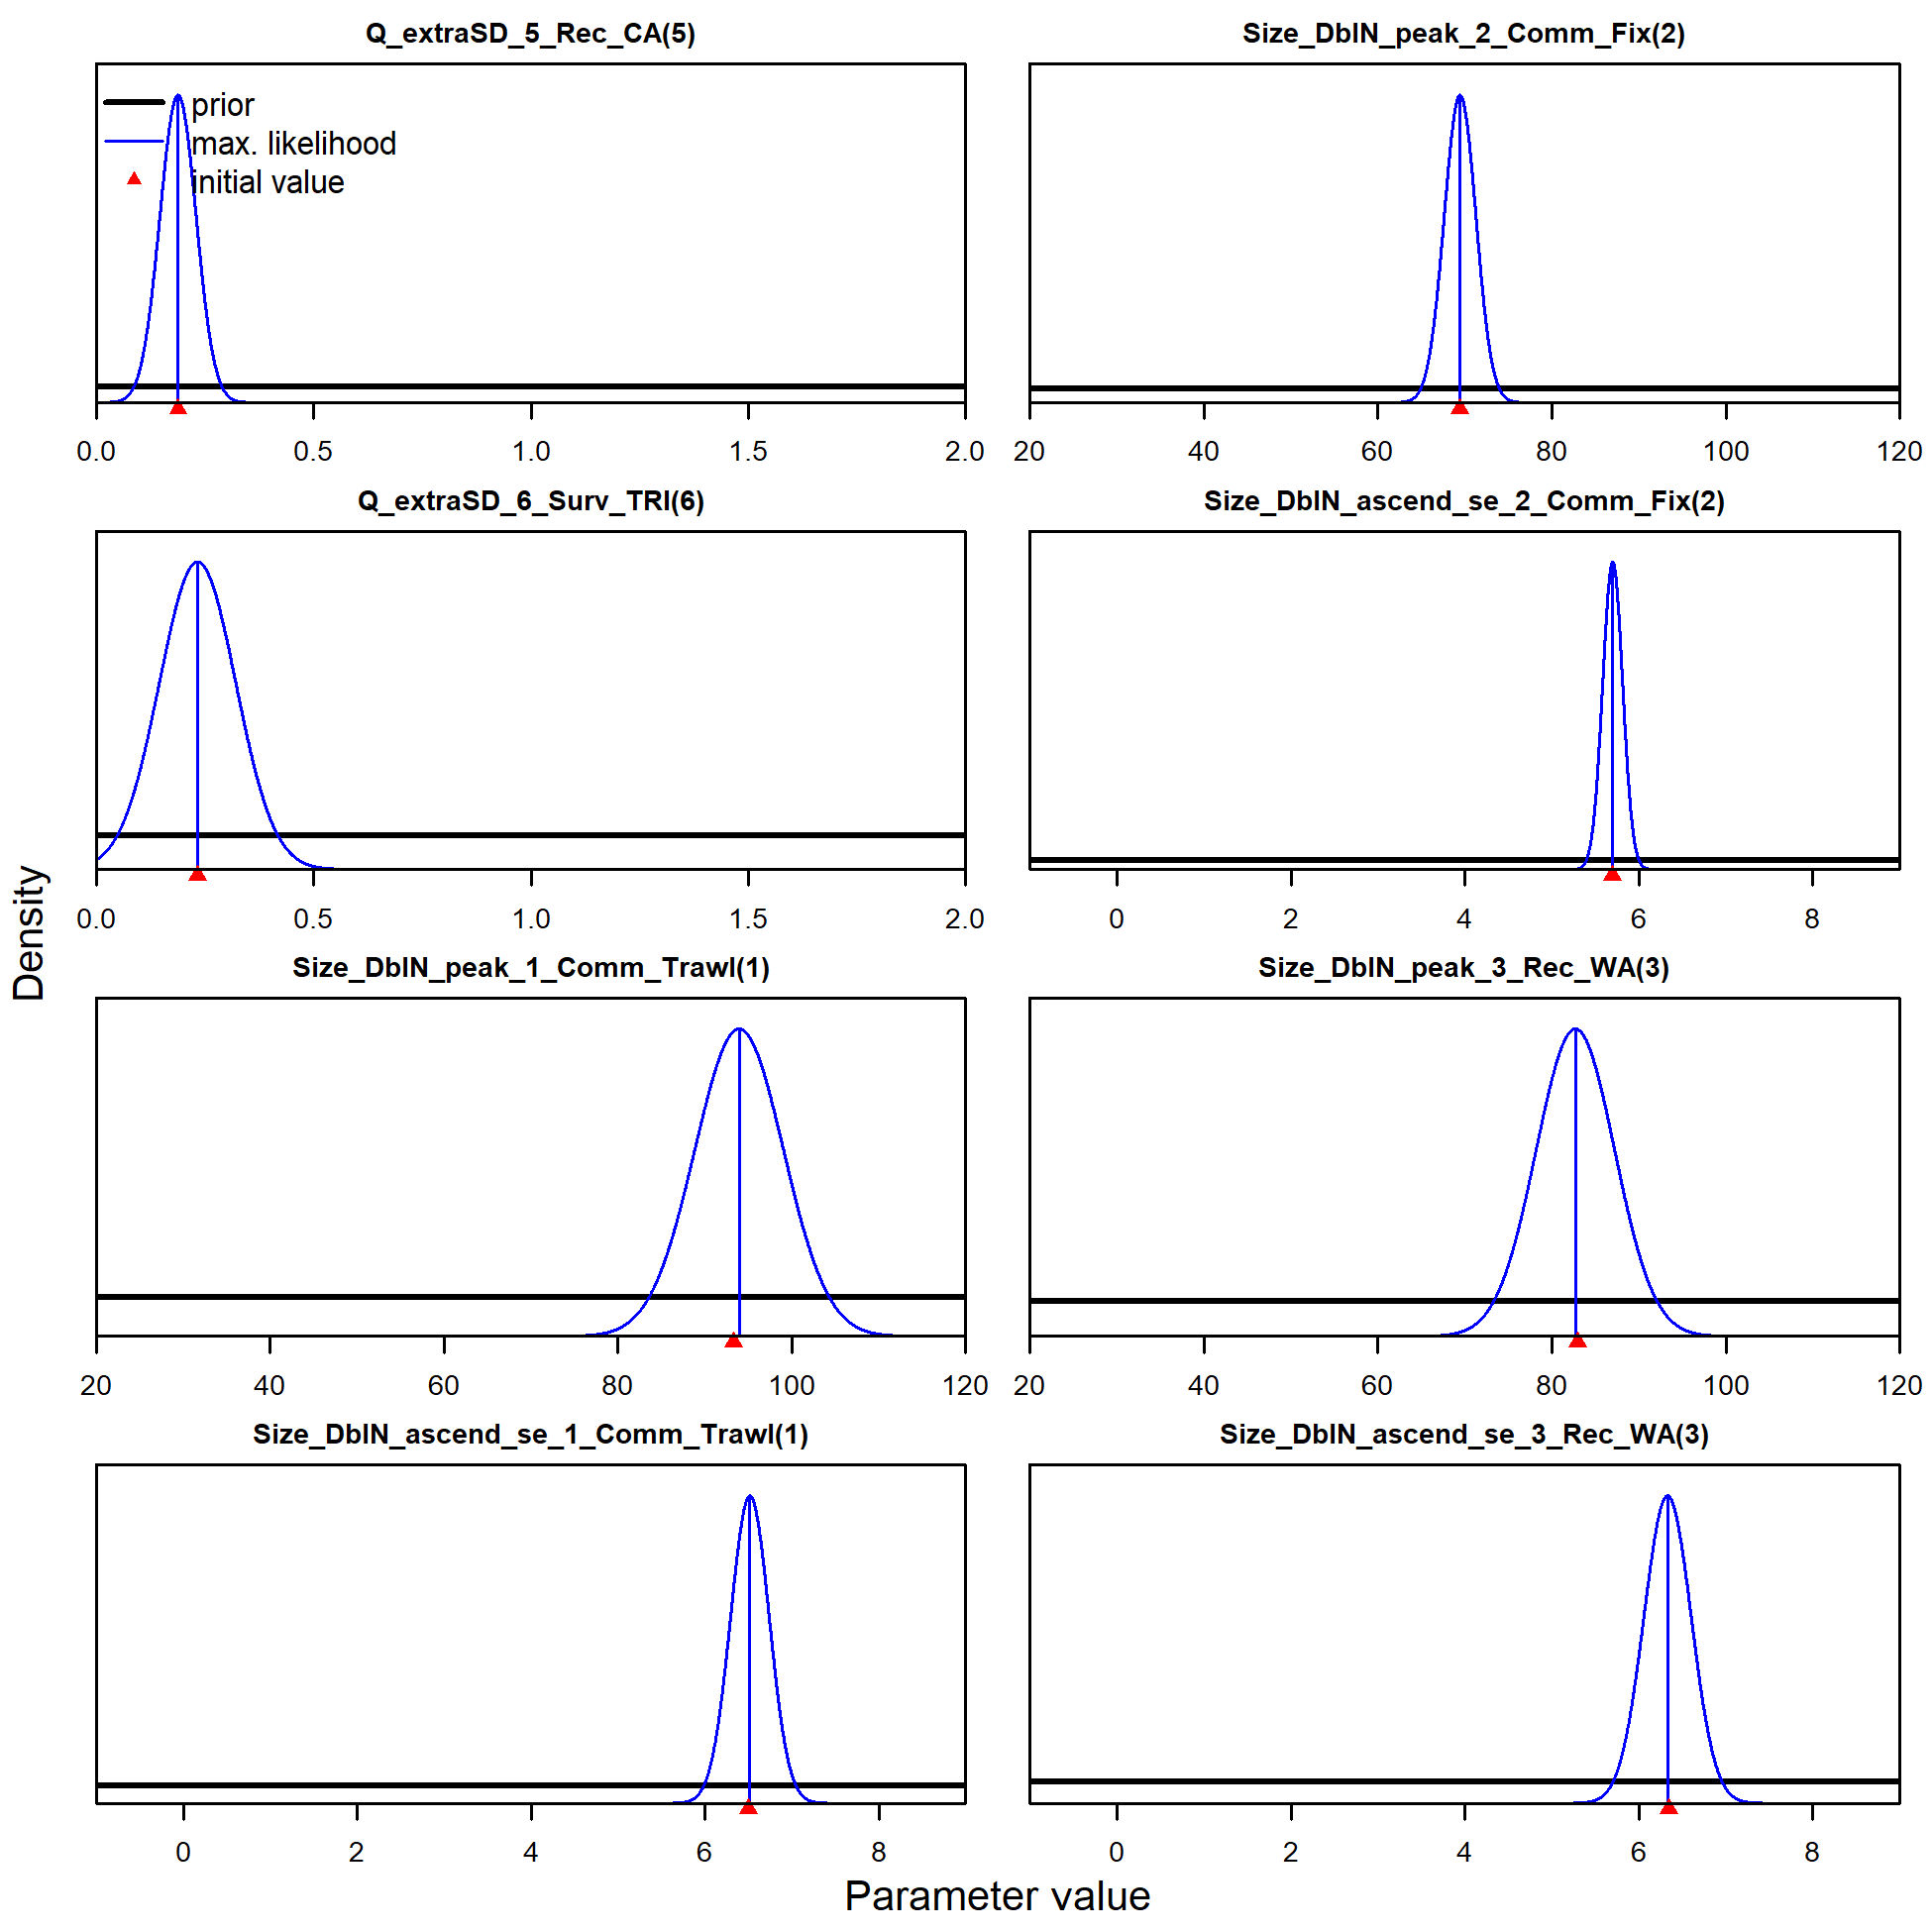 Q_extraSD_5_Rec_CA(5)
prior
max. likelihood
initial value
0.0 0.5 1.0 1.5 2.0
Size_DblN_peak_2_Comm_Fix(2)
20 40 60 80 100 120
Q_extraSD_6_Surv_TRI(6)
0.0 0.5 1.0 1.5 2.0
Size_DblN_ascend_se_2_Comm_Fix(2)
0 2 4 6 8
Size_DblN_peak_1_Comm_Trawl(1)
20 40 60 80 100 120
Size_DblN_peak_3_Rec_WA(3)
20 40 60 80 100 120
Size_DblN_ascend_se_1_Comm_Trawl(1)
0 2 4 6 8
Size_DblN_ascend_se_3_Rec_WA(3)
0 2 4 6 8
Density
Parameter value